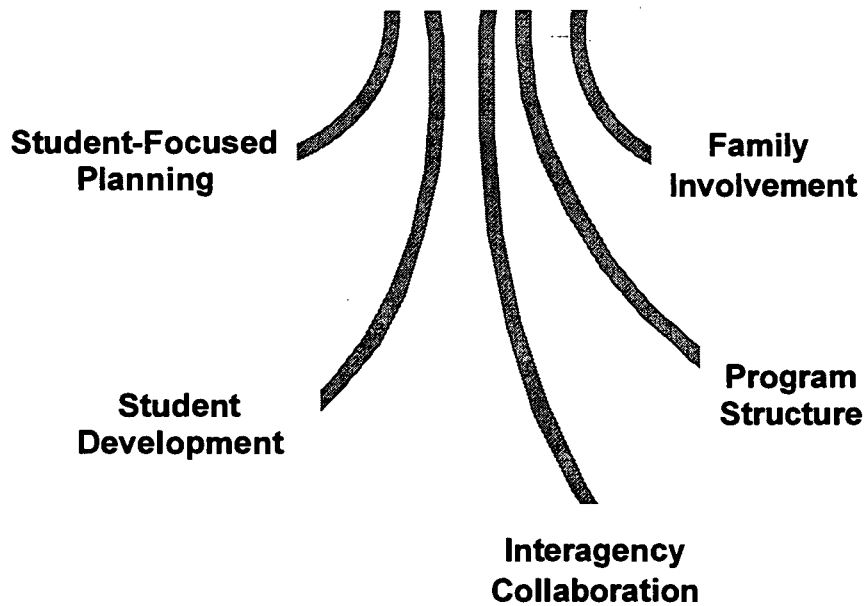 Student-Focused
Planning
Family
Involvement
Student
Development
Program
Structure
Interagency
Collaboration